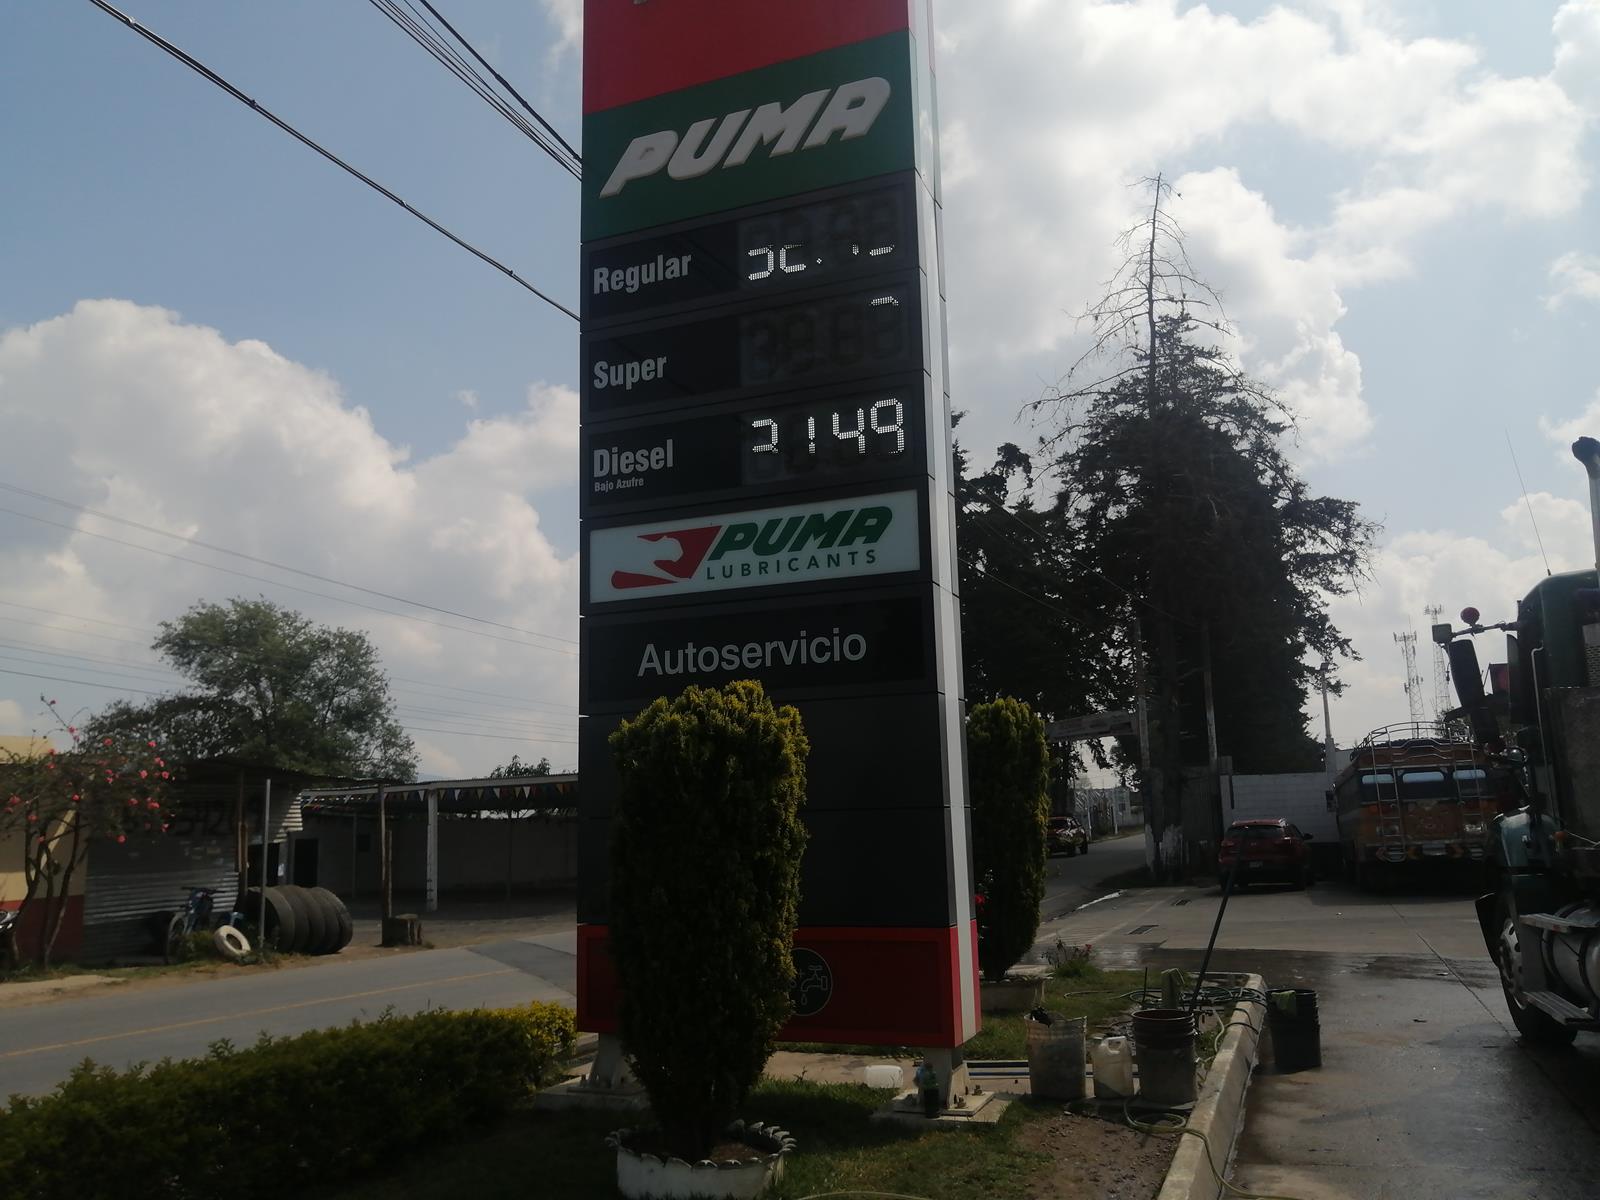 PUMA
Regular
Super
Diesel 21.49
Bajo Azufre
PUMA
LUBRICANTS
Autoservicio